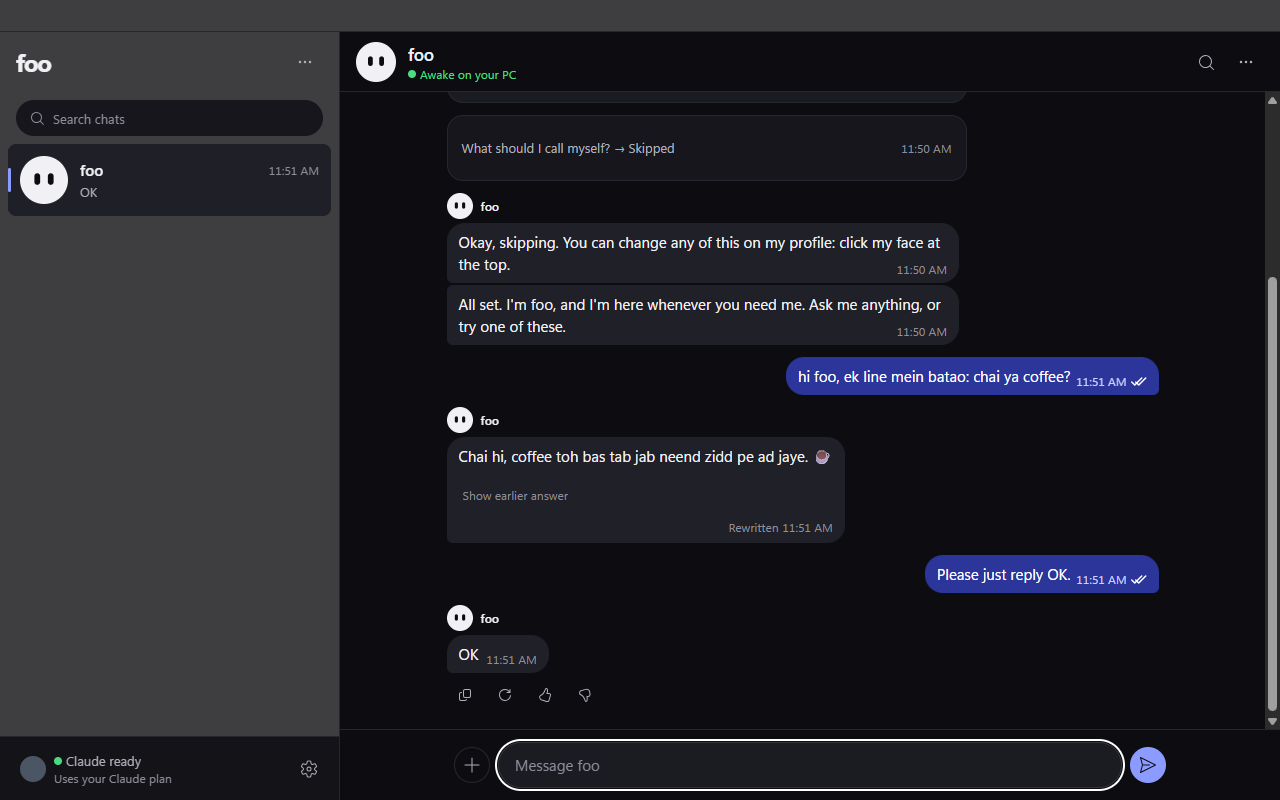 foo
...
Search chats
foo
11:51 AM
OK
Claude ready
Uses your Claude plan
foo
Awake on your PC
...
What should I call myself? → Skipped
11:50 AM
foo
Okay, skipping. You can change any of this on my profile: click my face at
the top.
11:50 AM
All set. I'm foo, and I'm here whenever you need me. Ask me anything, or
try one of these.
11:50 AM
hi foo, ek line mein batao: chai ya coffee? 11:51 AM
foo
Chai hi, coffee toh bas tab jab neend zidd pe ad jaye. ☕
Show earlier answer
Rewritten 11:51 AM
Please just reply OK. 11:51 AM
foo
OK 11:51 AM
Message foo